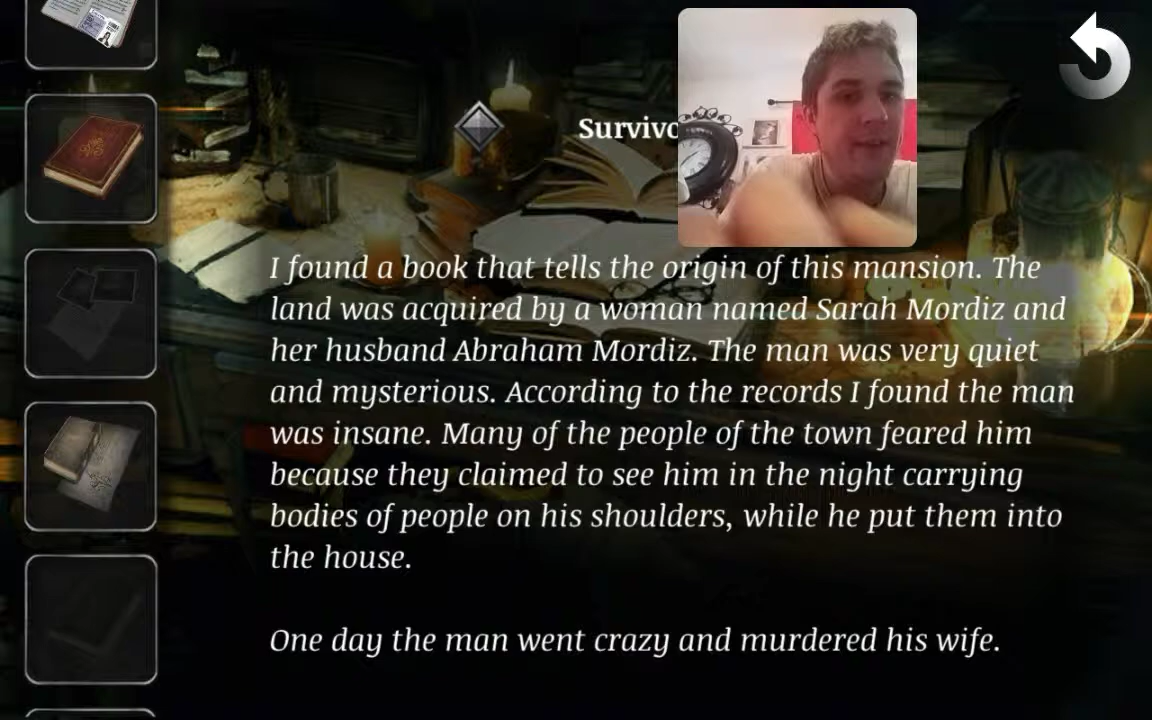 I found a book that tells the origin of this mansion. The
land was acquired by a woman named Sarah Mordiz and
her husband Abraham Mordiz. The man was very quiet
and mysterious. According to the records I found the man
was insane. Many of the people of the town feared him
because they claimed to see him in the night carrying
bodies of people on his shoulders, while he put them into
the house.
One day the man went crazy and murdered his wife.